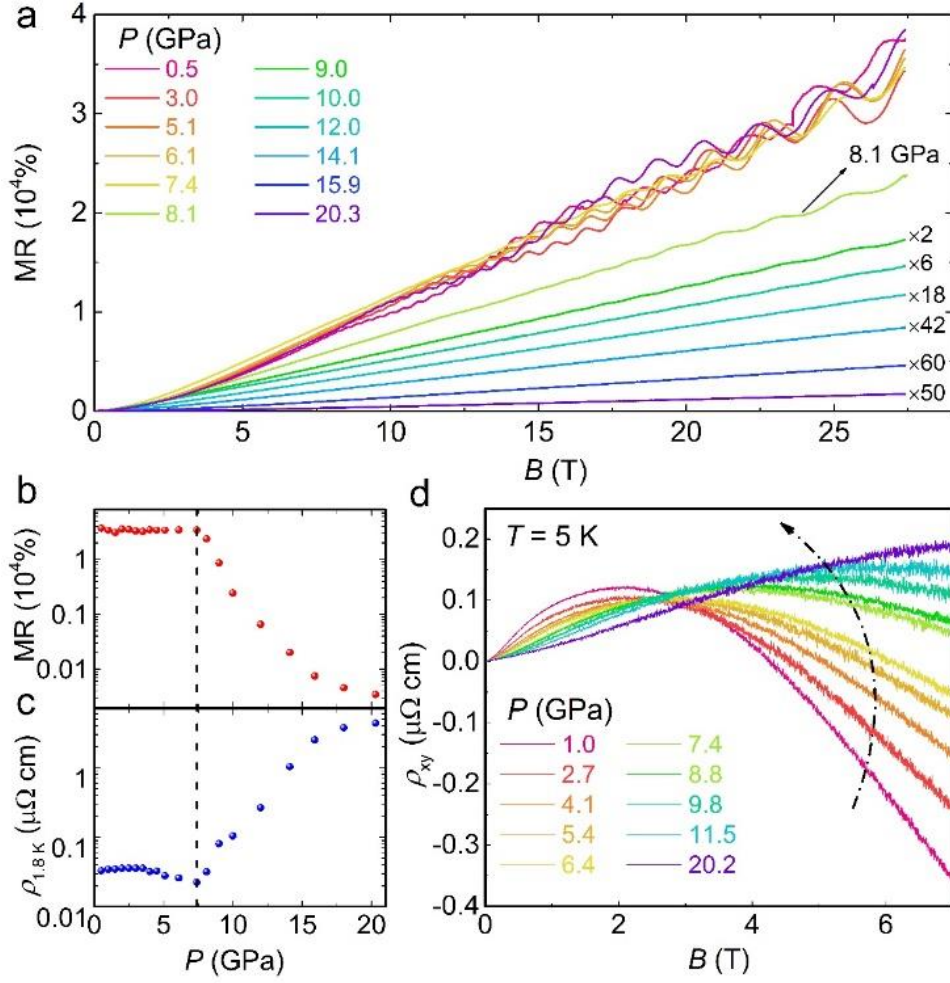 a
P (GPa)
0.5 9.0
3.0 10.0
5.1 12.0
6.1 14.1
7.4 15.9
8.1 20.3
8.1 GPa
×2
×6
×18
×42
×60
×50
MR (10⁴%)
4
3
2
1
0
0 5 10 15 20 25
B (T)
b
MR (10⁴%)
1
0.1
0.01
c
ρ1.8 K (μΩ cm)
1
0.1
0.01
0 5 10 15 20
P (GPa)
d
T = 5 K
ρxy (μΩ cm)
0.2
0.1
0.0
-0.1
-0.2
-0.3
-0.4
P (GPa)
1.0 7.4
2.7 8.8
4.1 9.8
5.4 11.5
6.4 20.2
0 2 4 6
B (T)